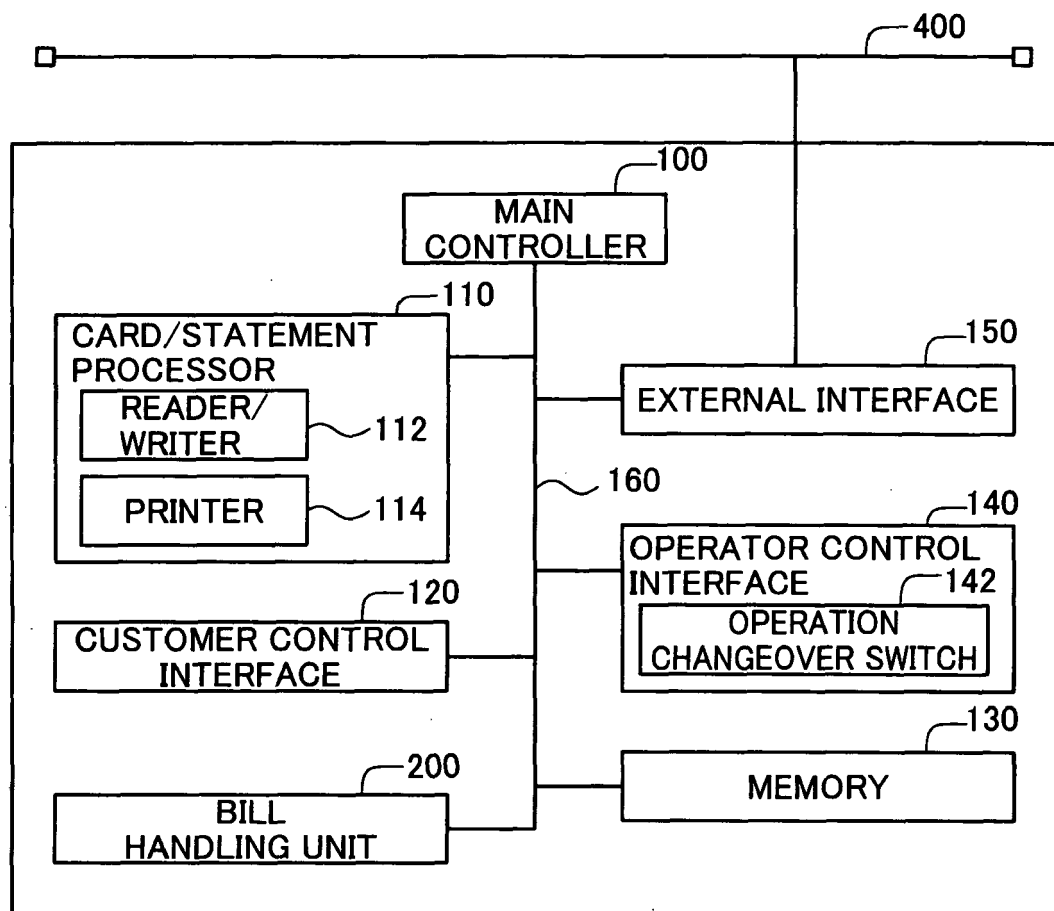 400
100
MAIN
CONTROLLER
110
CARD/STATEMENT
PROCESSOR
READER/
WRITER
112
PRINTER
114
150
EXTERNAL INTERFACE
160
140
OPERATOR CONTROL
INTERFACE
142
OPERATION
CHANGEOVER SWITCH
120
CUSTOMER CONTROL
INTERFACE
130
MEMORY
200
BILL
HANDLING UNIT